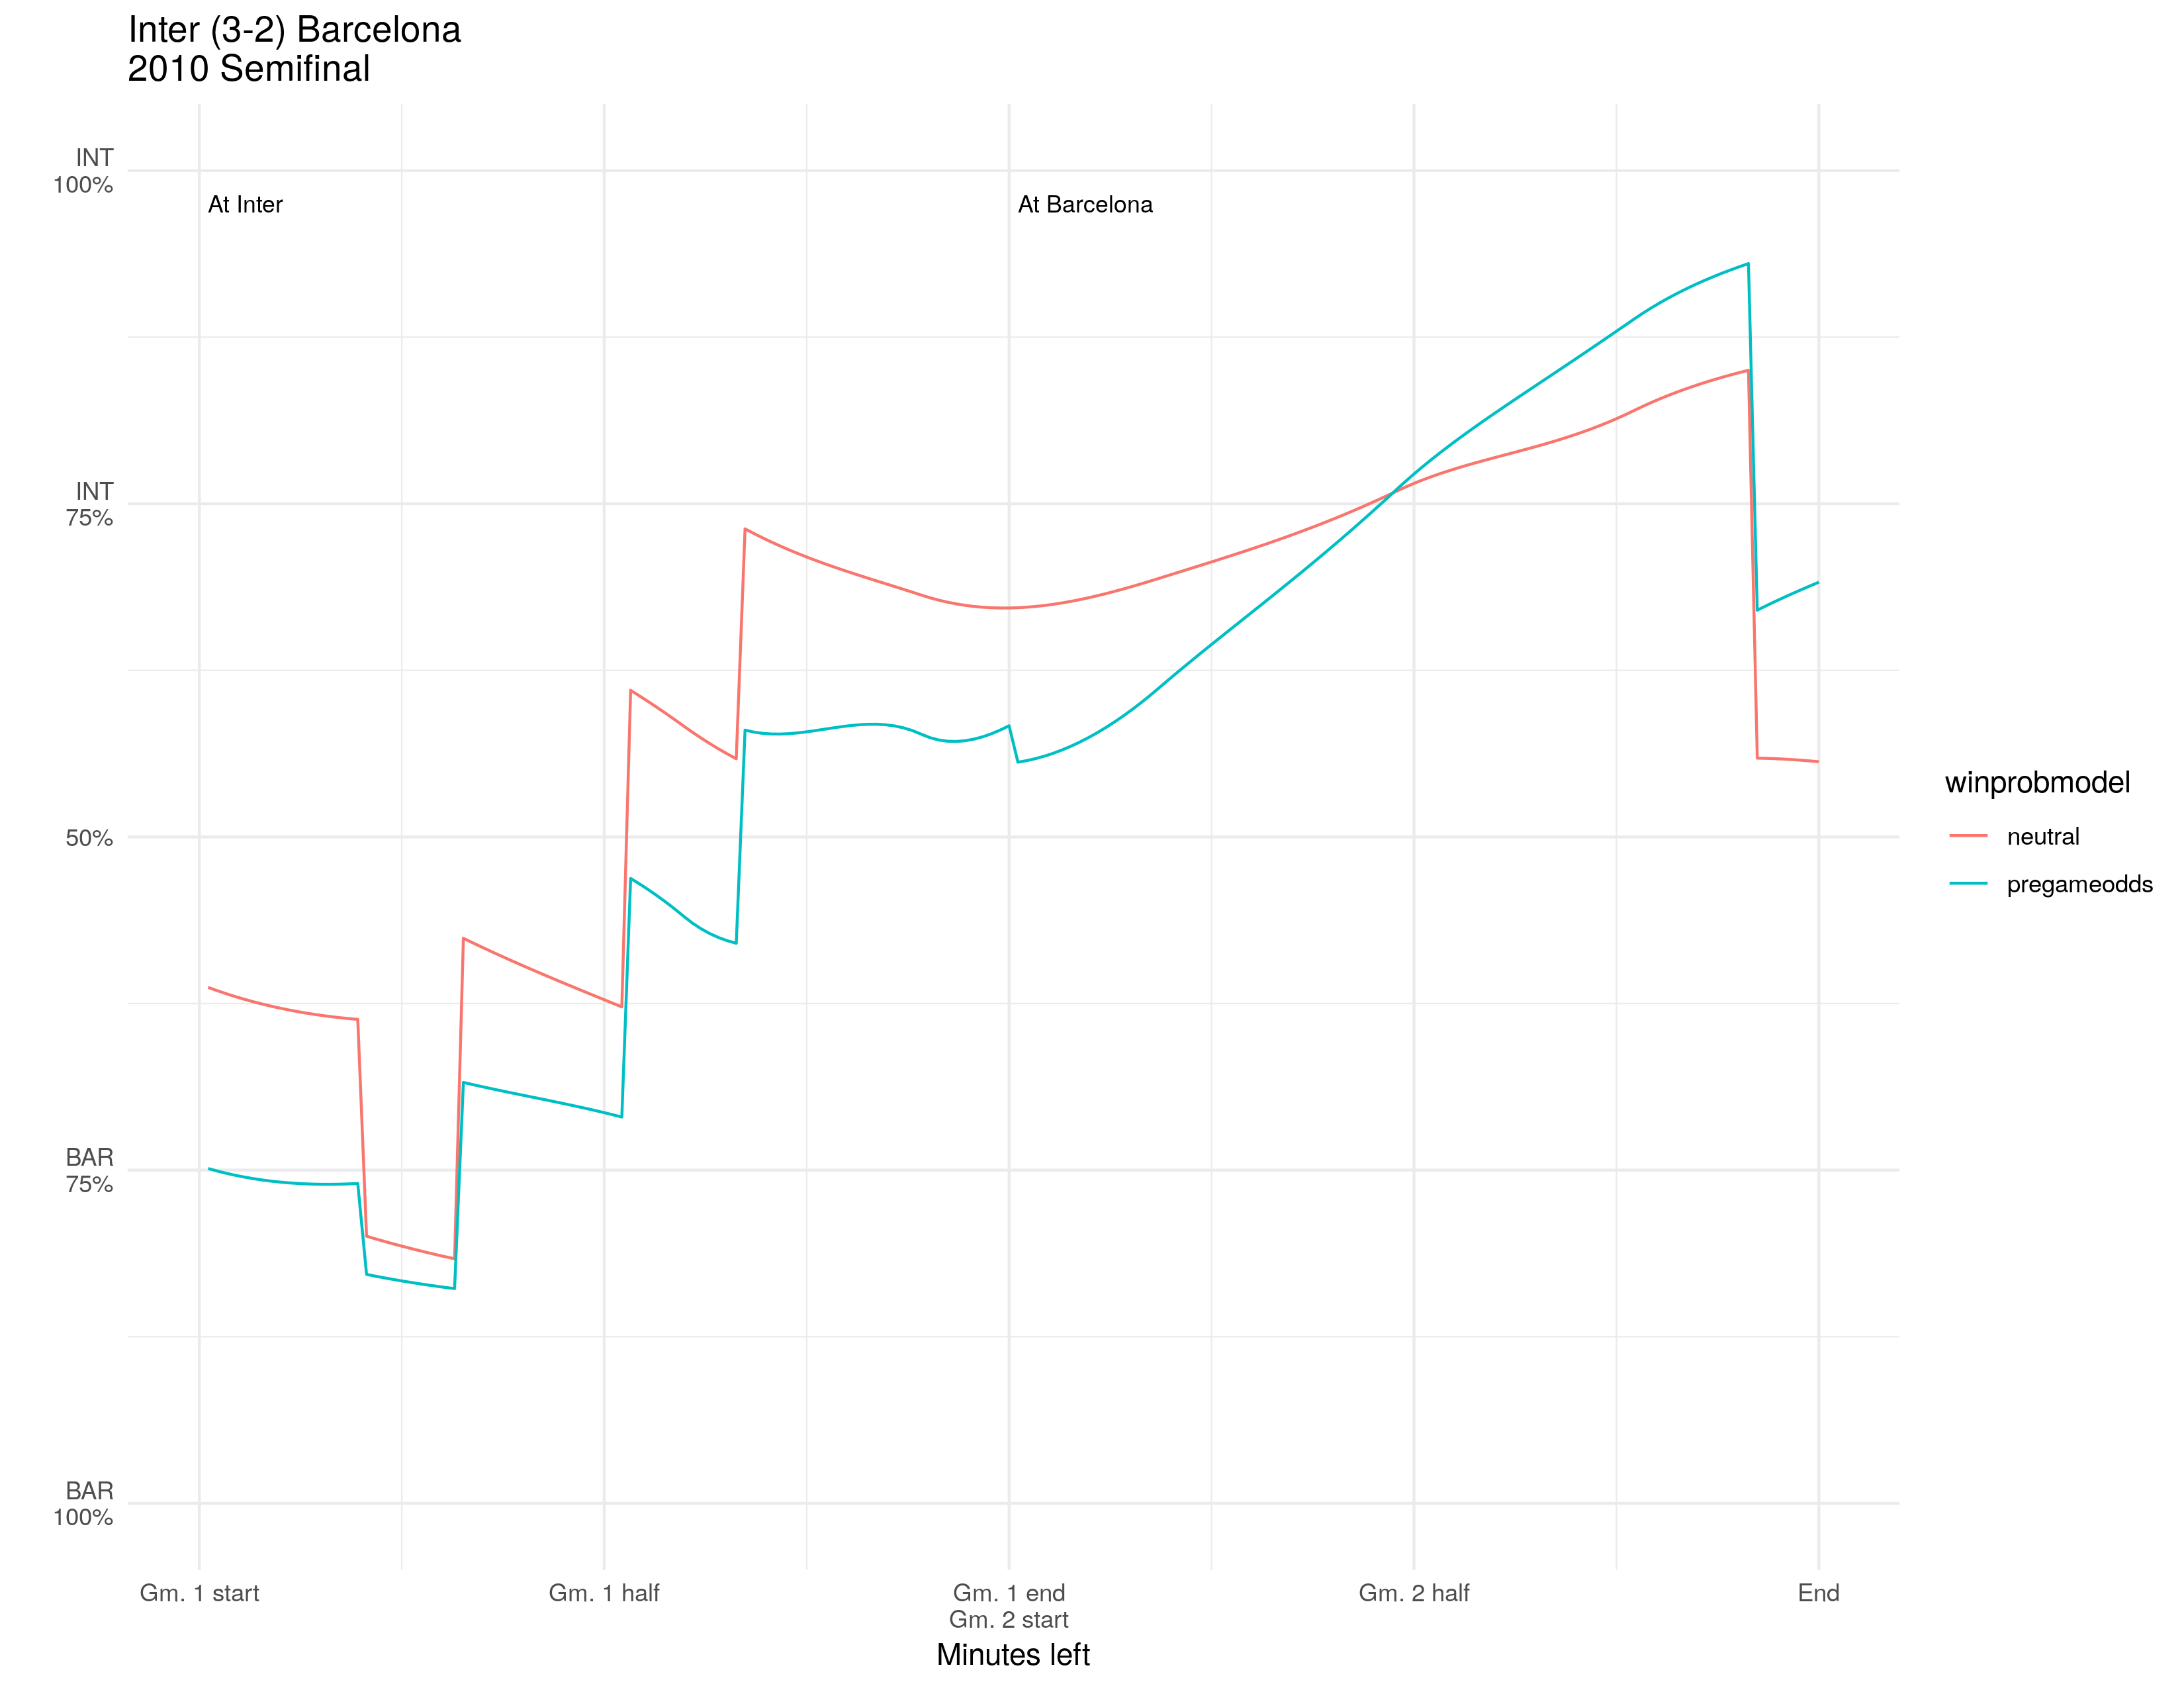 Inter (3-2) Barcelona
2010 Semifinal
INT
100%
At Inter
At Barcelona
INT
75%
50%
BAR
75%
BAR
100%
winprobmodel
neutral
pregameodds
Gm. 1 start
Gm. 1 half
Gm. 1 end
Gm. 2 start
Gm. 2 half
End
Minutes left